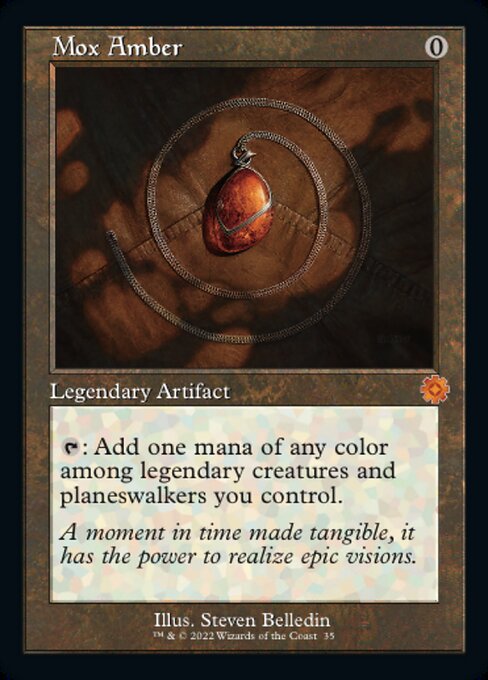 Mox Amber 0
Legendary Artifact
: Add one mana of any color
among legendary creatures and
planeswalkers you control.
A moment in time made tangible, it
has the power to realize epic visions.
Illus. Steven Belledin
™ & © 2022 Wizards of the Coast 35